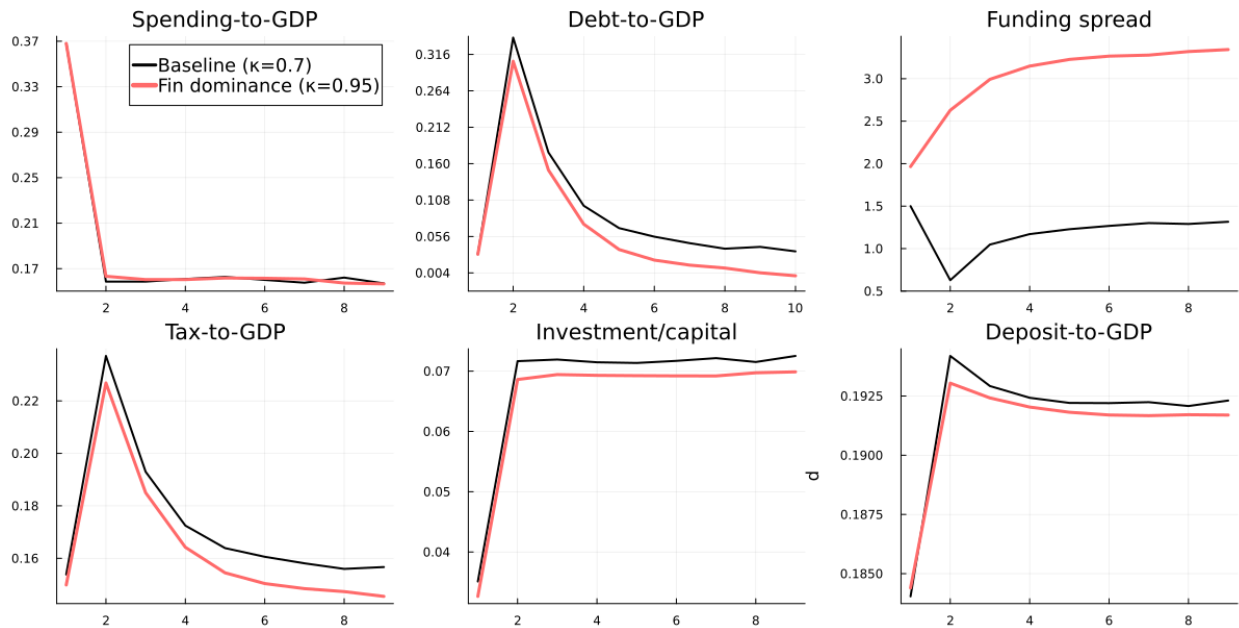 Spending-to-GDP
0.37
0.33
0.29
0.25
0.21
0.17
2 4 6 8
Baseline (κ=0.7)
Fin dominance (κ=0.95)
Debt-to-GDP
0.316
0.264
0.212
0.160
0.108
0.056
0.004
2 4 6 8 10
Funding spread
3.0
2.5
2.0
1.5
1.0
0.5
2 4 6 8
Tax-to-GDP
0.22
0.20
0.18
0.16
2 4 6 8
Investment/capital
0.07
0.06
0.05
0.04
2 4 6 8
Deposit-to-GDP
d
0.1925
0.1900
0.1875
0.1850
2 4 6 8